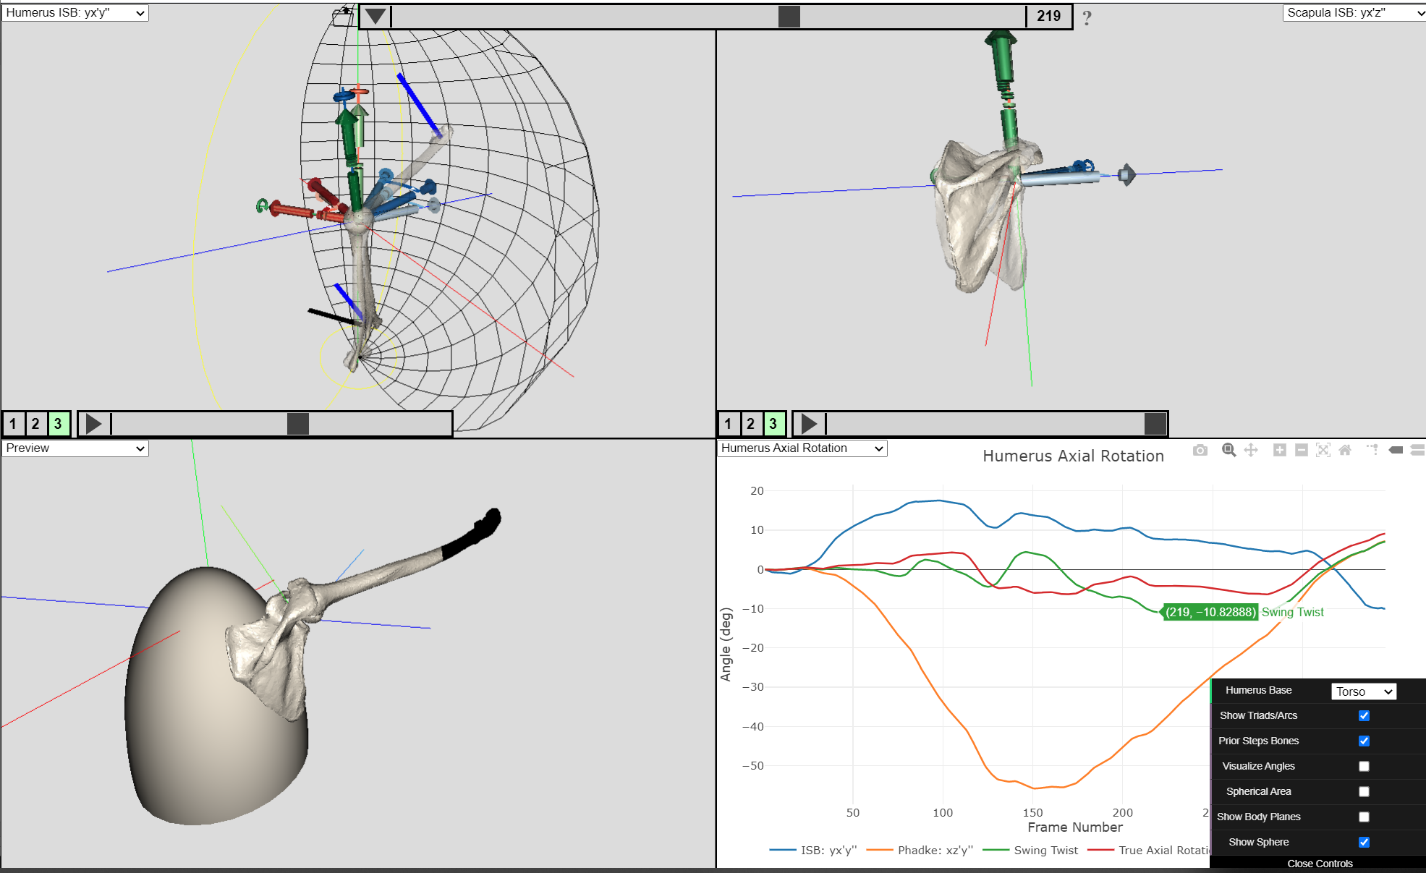 Humerus ISB: yx'y''
219
?
Scapula ISB: yx'z''
1 2 3
1 2 3
Preview
Humerus Axial Rotation
Humerus Axial Rotation
20
10
0
−10
−20
−30
−40
−50
Angle (deg)
(219, −10.82888) Swing Twist
50 100 150 200 2
Frame Number
ISB: yx'y'' Phadke: xz'y'' Swing Twist True Axial Rotati
Humerus Base Torso
Show Triads/Arcs
Prior Steps Bones
Visualize Angles
Spherical Area
Show Body Planes
Show Sphere
Close Controls